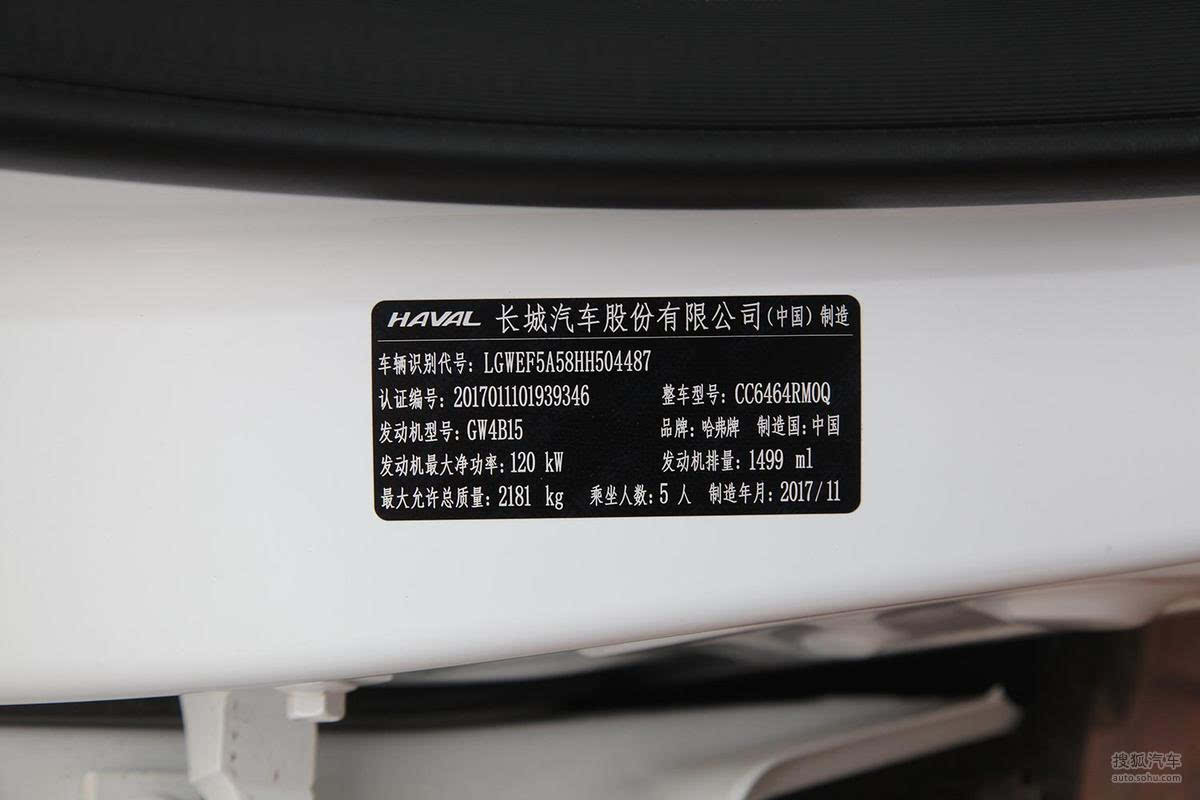 HAVAL 长城汽车股份有限公司(中国)制造
车辆识别代号: LGWEF5A58HH504487
认证编号: 2017011101939346 整车型号: CC6464RM0Q
发动机型号: GW4B15 品牌: 哈弗牌 制造国: 中国
发动机最大净功率: 120 kW 发动机排量: 1499 ml
最大允许总质量: 2181 kg 乘坐人数: 5 人 制造年月: 2017/11
搜狐汽车
auto.sohu.com